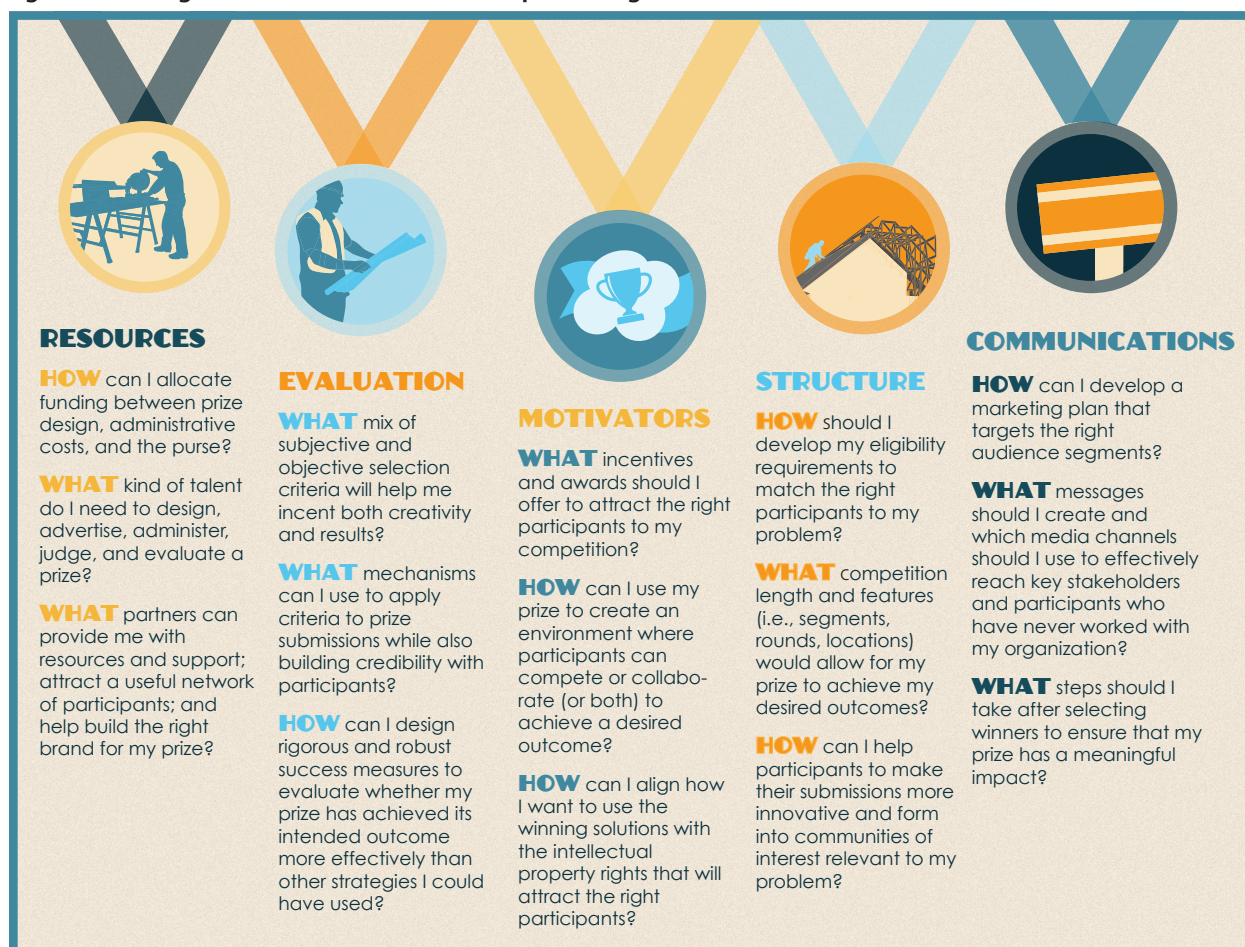 RESOURCES
HOW can I allocate
funding between prize
design, administrative
costs, and the purse?
WHAT kind of talent
do I need to design,
advertise, administer,
judge, and evaluate a
prize?
WHAT partners can
provide me with
resources and support;
attract a useful network
of participants; and
help build the right
brand for my prize?
EVALUATION
WHAT mix of
subjective and
objective selection
criteria will help me
incent both creativity
and results?
WHAT mechanisms
can I use to apply
criteria to prize
submissions while also
building credibility with
participants?
HOW can I design
rigorous and robust
success measures to
evaluate whether my
prize has achieved its
intended outcome
more effectively than
other strategies I could
have used?
MOTIVATORS
WHAT incentives
and awards should I
offer to attract the right
participants to my
competition?
HOW can I use my
prize to create an
environment where
participants can
compete or collabo-
rate (or both) to
achieve a desired
outcome?
HOW can I align how
I want to use the
winning solutions with
the intellectual
property rights that will
attract the right
participants?
STRUCTURE
HOW should I
develop my eligibility
requirements to
match the right
participants to my
problem?
WHAT competition
length and features
(i.e., segments,
rounds, locations)
would allow for my
prize to achieve my
desired outcomes?
HOW can I help
participants to make
their submissions more
innovative and form
into communities of
interest relevant to my
problem?
COMMUNICATIONS
HOW can I develop a
marketing plan that
targets the right
audience segments?
WHAT messages
should I create and
which media channels
should I use to effectively
reach key stakeholders
and participants who
have never worked with
my organization?
WHAT steps should I
take after selecting
winners to ensure that my
prize has a meaningful
impact?